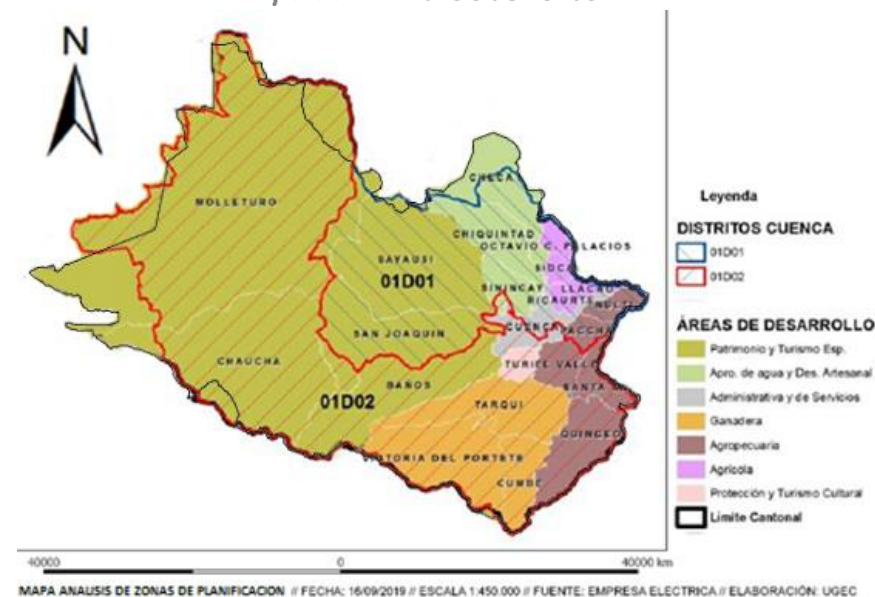 N
MOLLETURO
CHECA
CHIQUINTAD
OCTAVIO C. PALACIOS
SAYAUSI
01D01
SIDCA
SININCAY
LLACAO
RICAURTE
NULTI
CUENCA
PACCHA
SAN JOAQUIN
CHAUCHA
TURI
VALLE
BAÑOS
SANTA
01D02
TARQUI
QUINGEO
VICTORIA DEL PORTETE
CUMBE
Leyenda
DISTRITOS CUENCA
01D01
01D02
ÁREAS DE DESARROLLO
Patrimonio y Turismo Esp.
Apro. de agua y Des. Artesanal
Administrativa y de Servicios
Ganadera
Agropecuaria
Agrícola
Protección y Turismo Cultural
Límite Cantonal
40000 0 40000 km
MAPA ANALISIS DE ZONAS DE PLANIFICACION // FECHA: 16/09/2019 // ESCALA 1:450.000 // FUENTE: EMPRESA ELECTRICA // ELABORACIÓN: UGEC